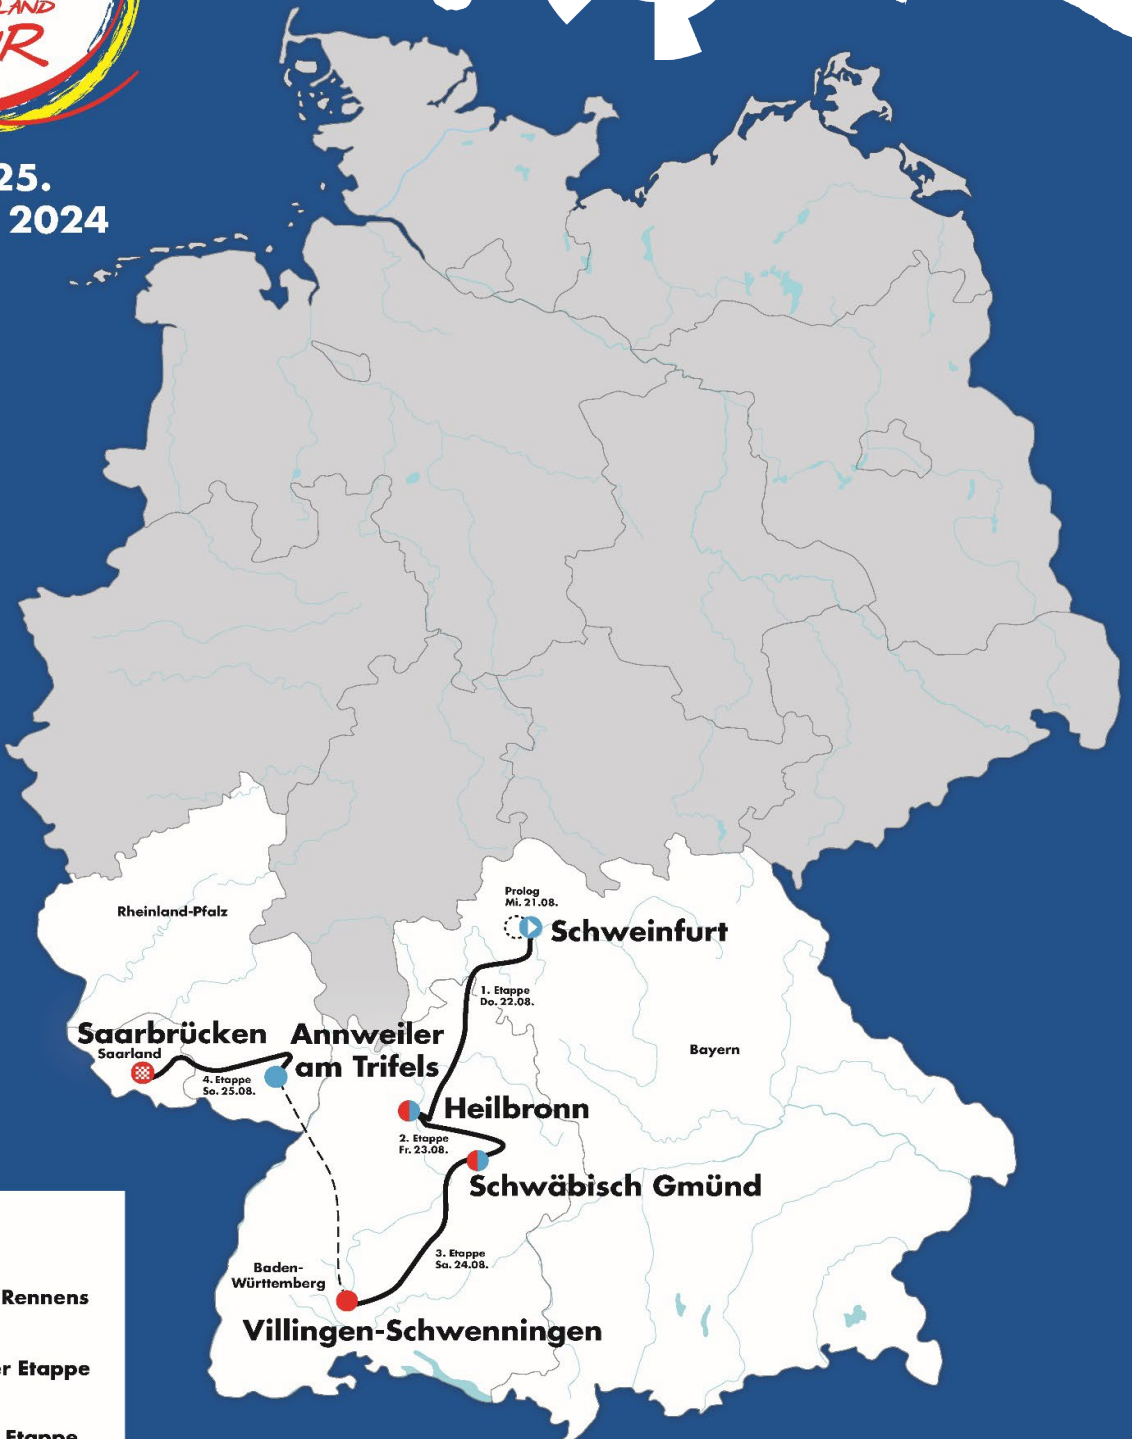 LAND
R
25.
2024
Prolog
Mi. 21.08.
Schweinfurt
Rheinland-Pfalz
1. Etappe
Do. 22.08.
Saarbrücken
Saarland
Annweiler
am Trifels
4. Etappe
So. 25.08.
Bayern
Heilbronn
2. Etappe
Fr. 23.08.
Schwäbisch Gmünd
3. Etappe
Sa. 24.08.
Baden-
Württemberg
Villingen-Schwenningen
Rennens
r Etappe
Etappe